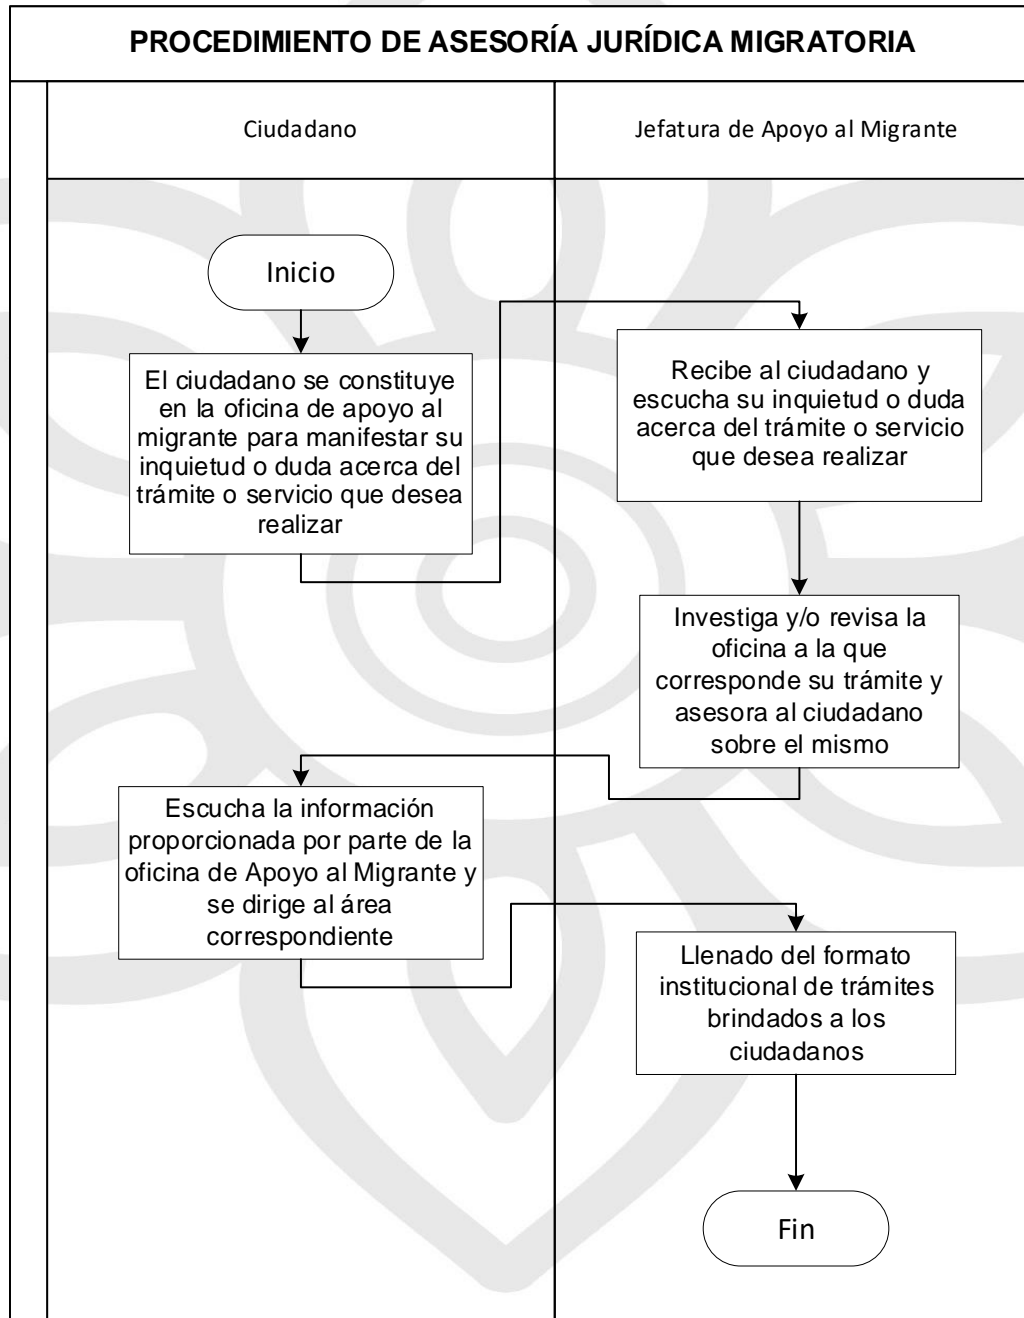 PROCEDIMIENTO DE ASESORÍA JURÍDICA MIGRATORIA
Ciudadano
Jefatura de Apoyo al Migrante
Inicio
El ciudadano se constituye
en la oficina de apoyo al
migrante para manifestar su
inquietud o duda acerca del
trámite o servicio que desea
realizar
Recibe al ciudadano y
escucha su inquietud o duda
acerca del trámite o servicio
que desea realizar
Investiga y/o revisa la
oficina a la que
corresponde su trámite y
asesora al ciudadano
sobre el mismo
Escucha la información
proporcionada por parte de la
oficina de Apoyo al Migrante y
se dirige al área
correspondiente
Llenado del formato
institucional de trámites
brindados a los
ciudadanos
Fin